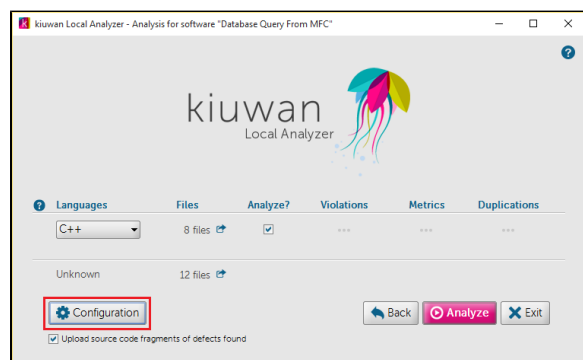 kiuwan Local Analyzer - Analysis for software "Database Query From MFC"
kiuwan
Local Analyzer
Languages Files Analyze? Violations Metrics Duplications
C++ 8 files
Unknown 12 files
Configuration Back Analyze Exit
Upload source code fragments of defects found